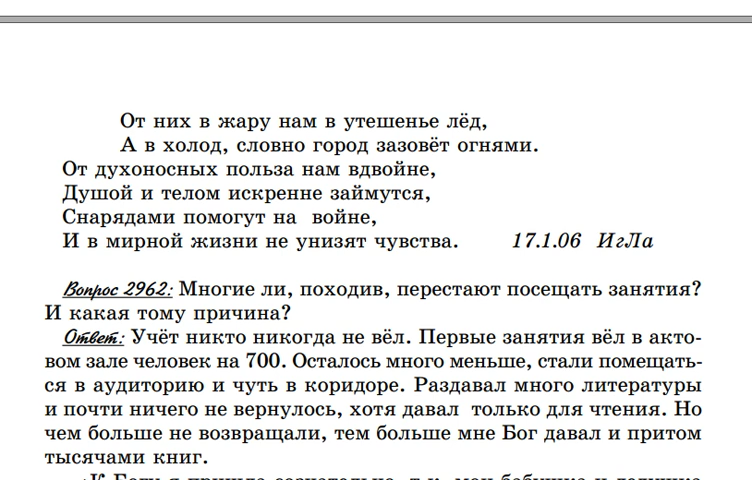 От них в жару нам в утешенье лёд,
А в холод, словно город зазовёт огнями.
От духоносных польза нам вдвойне,
Душой и телом искренне займутся,
Снарядами помогут на войне,
И в мирной жизни не унизят чувства. 17.1.06 ИгЛа
Вопрос 2962: Многие ли, походив, перестают посещать занятия?
И какая тому причина?
Ответ: Учёт никто никогда не вёл. Первые занятия вёл в акто-
вом зале человек на 700. Осталось много меньше, стали помещать-
ся в аудиторию и чуть в коридоре. Раздавал много литературы
и почти ничего не вернулось, хотя давал только для чтения. Но
чем больше не возвращали, тем больше мне Бог давал и притом
тысячами книг.